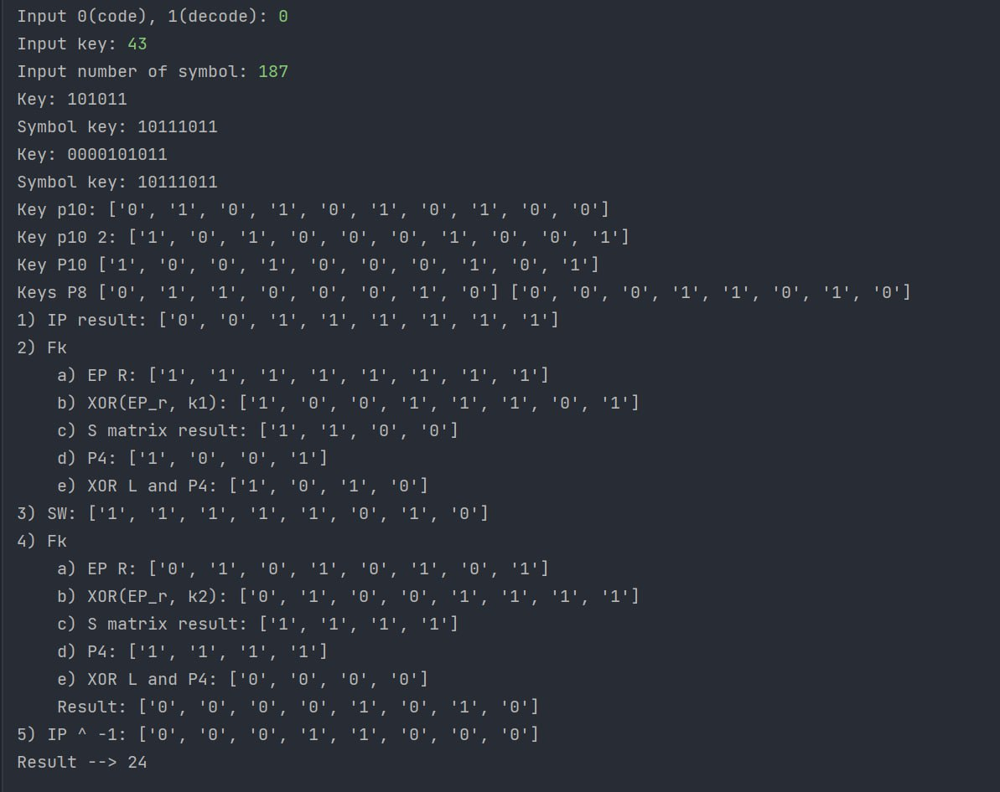 Input 0(code), 1(decode): 0
Input key: 43
Input number of symbol: 187
Key: 101011
Symbol key: 10111011
Key: 0000101011
Symbol key: 10111011
Key p10: ['0', '1', '0', '1', '0', '1', '0', '1', '0', '0']
Key p10 2: ['1', '0', '1', '0', '0', '0', '1', '0', '0', '1']
Key P10 ['1', '0', '0', '1', '0', '0', '0', '1', '0', '1']
Keys P8 ['0', '1', '1', '0', '0', '0', '1', '0'] ['0', '0', '0', '1', '1', '0', '1', '0']
1) IP result: ['0', '0', '1', '1', '1', '1', '1', '1']
2) Fk
    a) EP R: ['1', '1', '1', '1', '1', '1', '1', '1']
    b) XOR(EP_r, k1): ['1', '0', '0', '1', '1', '1', '0', '1']
    c) S matrix result: ['1', '1', '0', '0']
    d) P4: ['1', '0', '0', '1']
    e) XOR L and P4: ['1', '0', '1', '0']
3) SW: ['1', '1', '1', '1', '1', '0', '1', '0']
4) Fk
    a) EP R: ['0', '1', '0', '1', '0', '1', '0', '1']
    b) XOR(EP_r, k2): ['0', '1', '0', '0', '1', '1', '1', '1']
    c) S matrix result: ['1', '1', '1', '1']
    d) P4: ['1', '1', '1', '1']
    e) XOR L and P4: ['0', '0', '0', '0']
    Result: ['0', '0', '0', '0', '1', '0', '1', '0']
5) IP ^ -1: ['0', '0', '0', '1', '1', '0', '0', '0']
Result --> 24